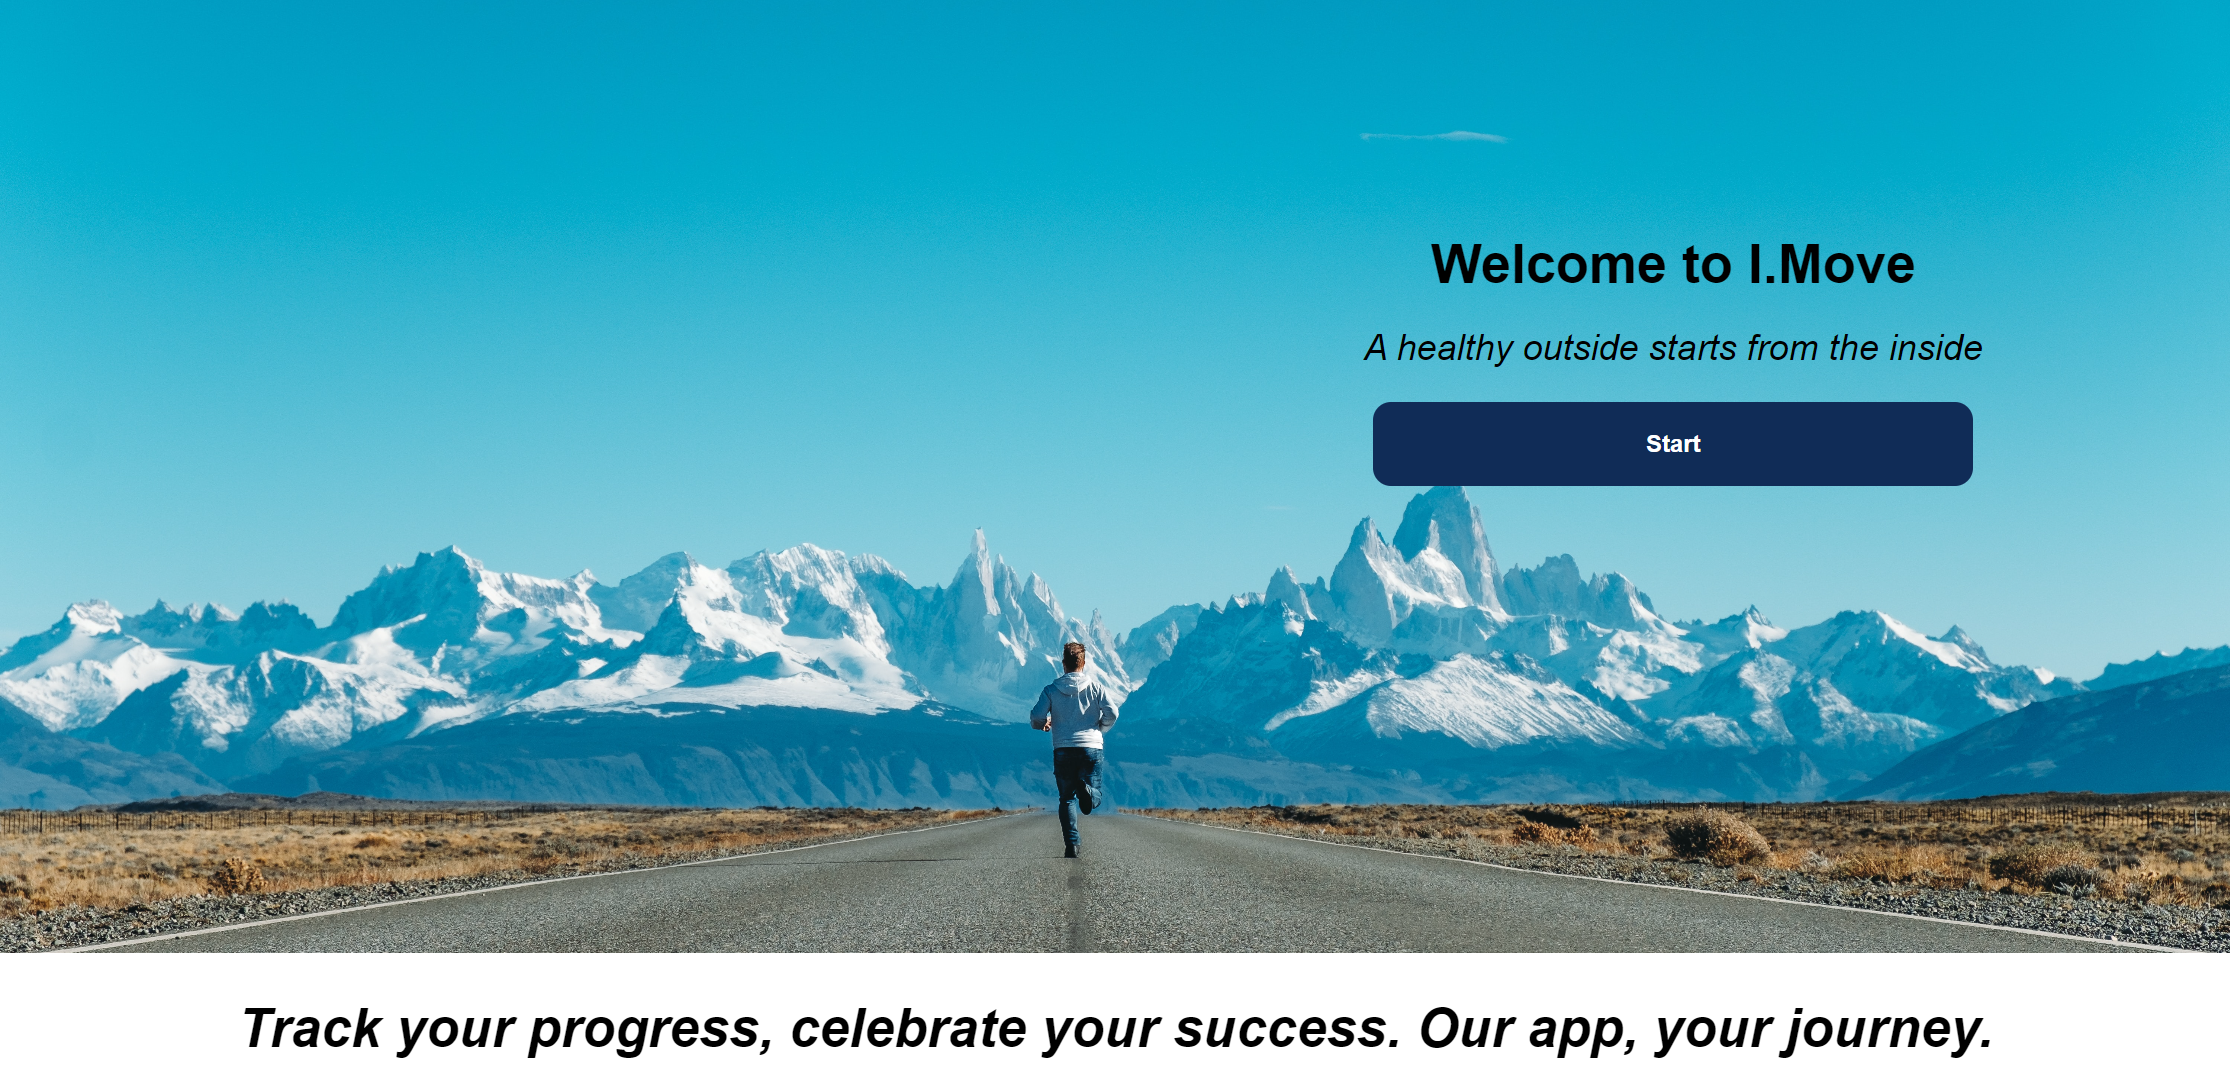 Welcome to I.Move
A healthy outside starts from the inside
Start
Track your progress, celebrate your success. Our app, your journey.